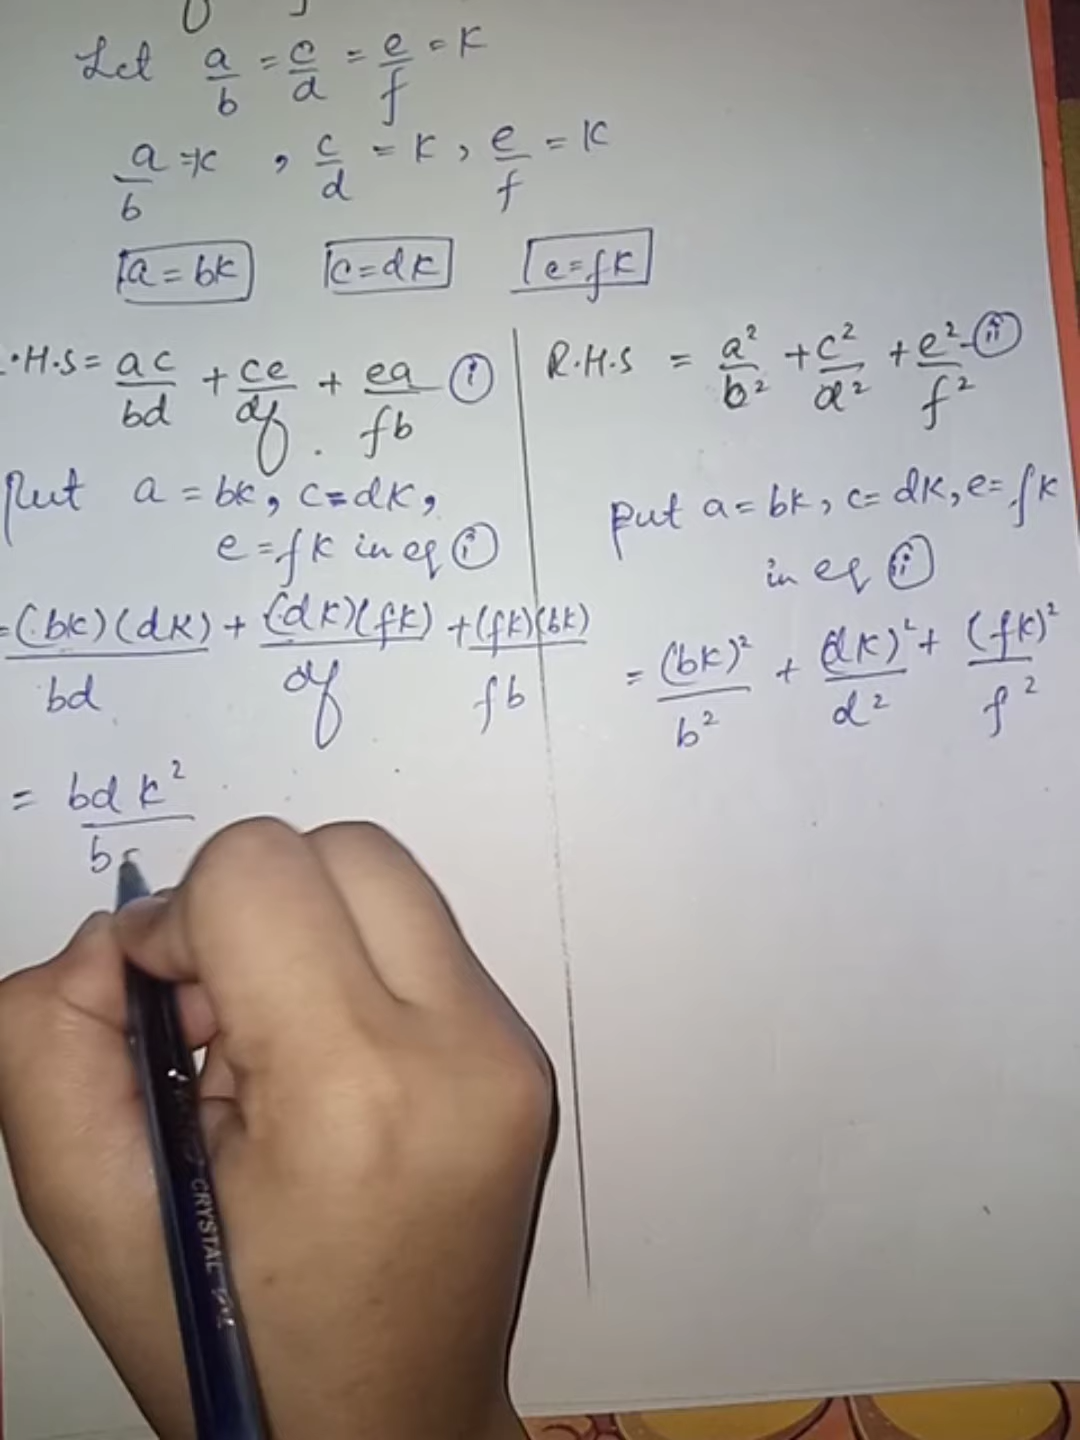 Let a/b = c/d = e/f = K
a/b = K , c/d = K , e/f = K
a = bK c = dK e = fK
.H.S = ac/bd + ce/df + ea/fb (i)
Put a = bK, c = dK,
e = fK in eq (i)
= (bK)(dK)/bd + (dK)(fK)/df + (fK)(bK)/fb
= bdK²/b
R.H.S = a²/b² + c²/d² + e²/f² - (ii)
Put a = bK, c = dK, e = fK
in eq (ii)
= (bK)²/b² + (dK)²/d² + (fK)²/f²
CRYSTAL